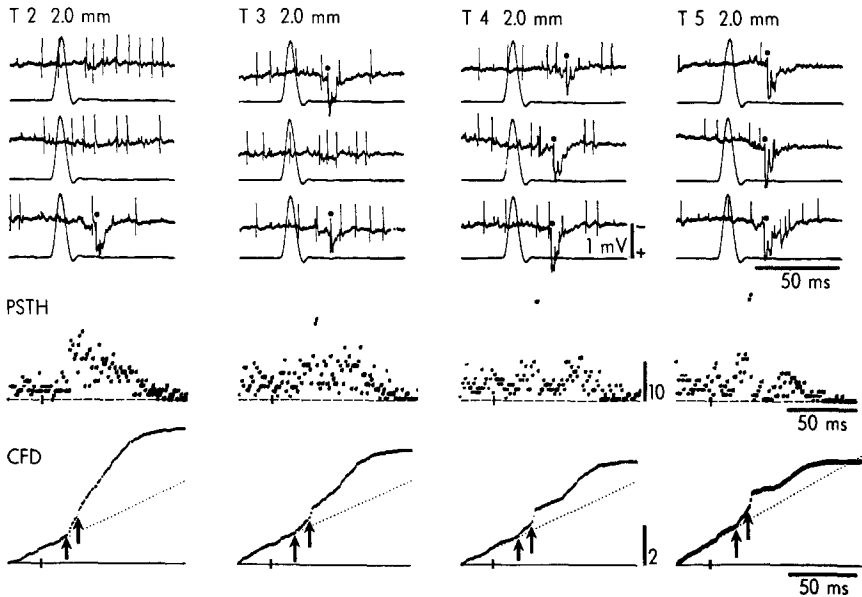 T 2 2.0 mm
T 3 2.0 mm
T 4 2.0 mm
T 5 2.0 mm
−
1 mV
+
50 ms
PSTH
10
50 ms
CFD
2
50 ms